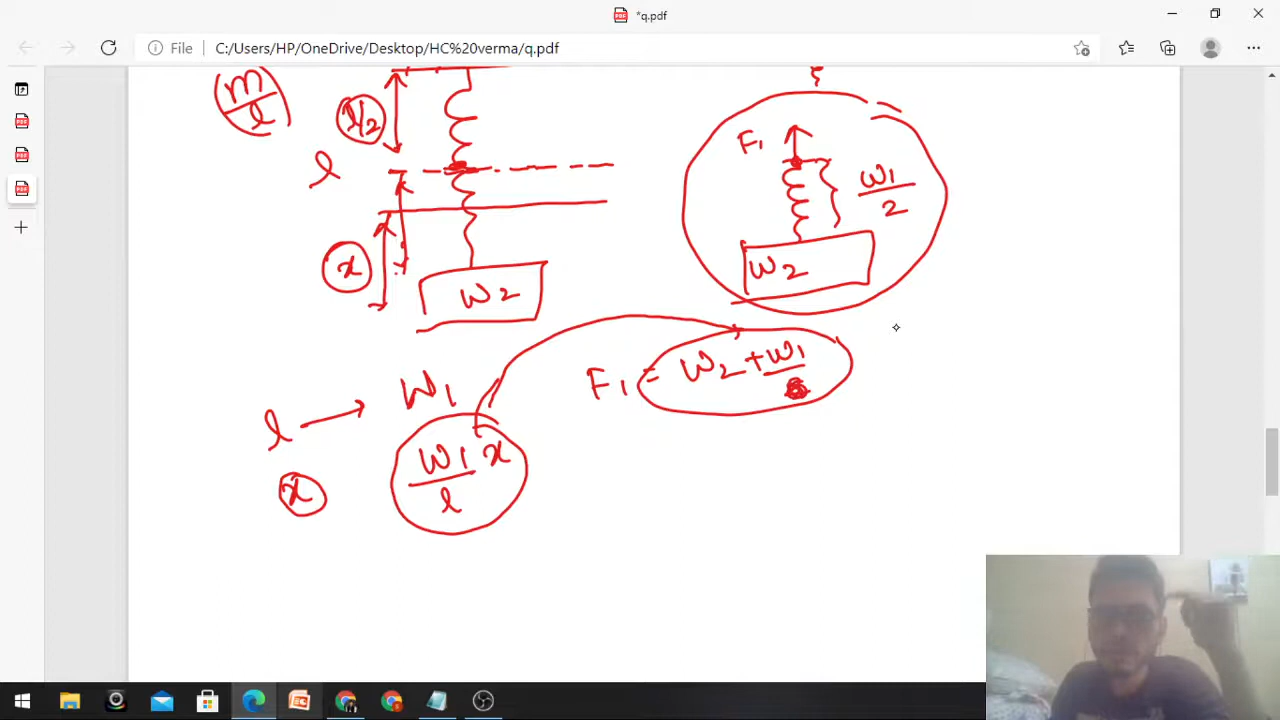 *q.pdf
File C:/Users/HP/OneDrive/Desktop/HC%20verma/q.pdf
m/l
l/2
l
x
W2
F1
W1/2
W2
l → W1
x
W1/l x
F1 = W2 + W1